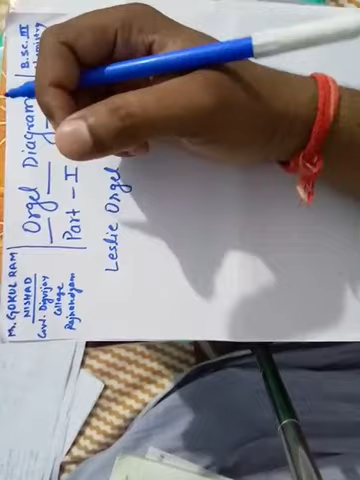 M. GOKUL RAM
NISHAD
Govt. Digvijay
College
Rajnandgaon
Orgel Diagram
Part - I
B.Sc. III
Leslie Orgel